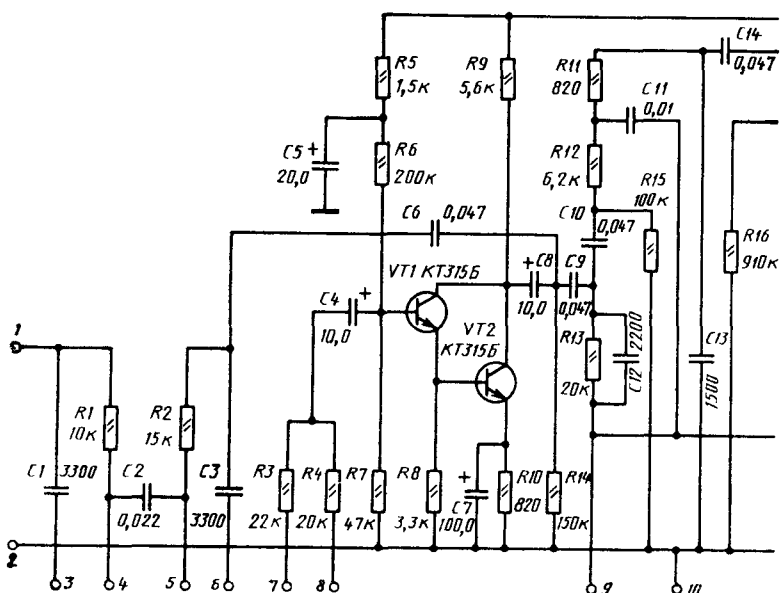 C14
0,047
R5
1,5к
R9
5,6к
R11
820
C11
0,01
C5 +
20,0
R6
200к
R12
6,2к
R15
100к
C6
0,047
C10
0,047
R16
910к
VT1 КТ315Б
+ C8
10,0
C9
0,047
C4 +
10,0
VT2
КТ315Б
R13
20к
2200
C12
C13
1500
1
R1
10к
R2
15к
C1
3300
C2
0,022
C3
3300
R3
22к
R4
20к
R7
47к
R8
3,3к
+
C7
100,0
R10
820
R14
150к
2
3
4
5
6
7
8
9
10